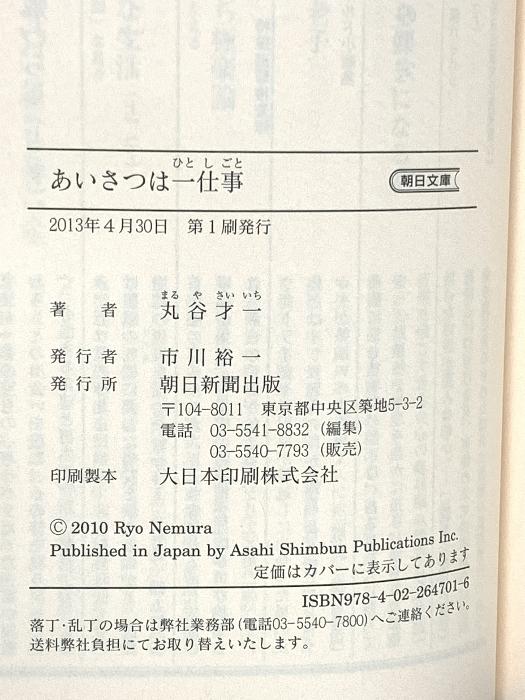 ひと し ごと
あいさつは一仕事
朝日文庫
2013年4月30日 第1刷発行
まる や さい いち
著者 丸谷才一
発行者 市川裕一
発行所 朝日新聞出版
〒104-8011 東京都中央区築地5-3-2
電話 03-5541-8832（編集）
03-5540-7793（販売）
印刷製本 大日本印刷株式会社
© 2010 Ryo Nemura
Published in Japan by Asahi Shimbun Publications Inc.
定価はカバーに表示してあります
ISBN978-4-02-264701-6
落丁・乱丁の場合は弊社業務部（電話03-5540-7800）へご連絡ください。
送料弊社負担にてお取り替えいたします。